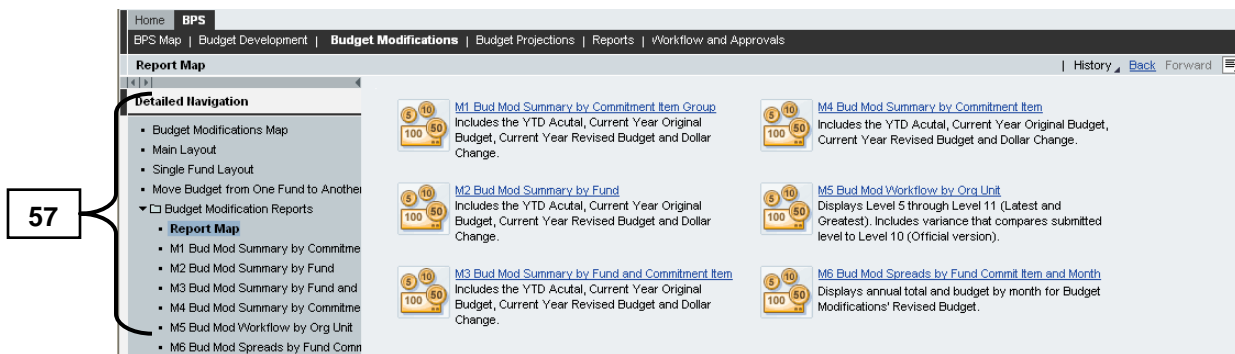 Home BPS
BPS Map | Budget Development | Budget Modifications | Budget Projections | Reports | Workflow and Approvals
Report Map
| History Back Forward
Detailed Navigation
Budget Modifications Map
Main Layout
Single Fund Layout
Move Budget from One Fund to Another
Budget Modification Reports
Report Map
M1 Bud Mod Summary by Commitme
M2 Bud Mod Summary by Fund
M3 Bud Mod Summary by Fund and
M4 Bud Mod Summary by Commitme
M5 Bud Mod Workflow by Org Unit
M6 Bud Mod Spreads by Fund Comm
57
M1 Bud Mod Summary by Commitment Item Group
Includes the YTD Acutal, Current Year Original
Budget, Current Year Revised Budget and Dollar
Change.
M2 Bud Mod Summary by Fund
Includes the YTD Acutal, Current Year Original
Budget, Current Year Revised Budget and Dollar
Change.
M3 Bud Mod Summary by Fund and Commitment Item
Includes the YTD Acutal, Current Year Original
Budget, Current Year Revised Budget and Dollar
Change.
M4 Bud Mod Summary by Commitment Item
Includes the YTD Acutal, Current Year Original Budget,
Current Year Revised Budget and Dollar Change.
M5 Bud Mod Workflow by Org Unit
Displays Level 5 through Level 11 (Latest and
Greatest). Includes variance that compares submitted
level to Level 10 (Official version).
M6 Bud Mod Spreads by Fund Commit Item and Month
Displays annual total and budget by month for Budget
Modifications' Revised Budget.